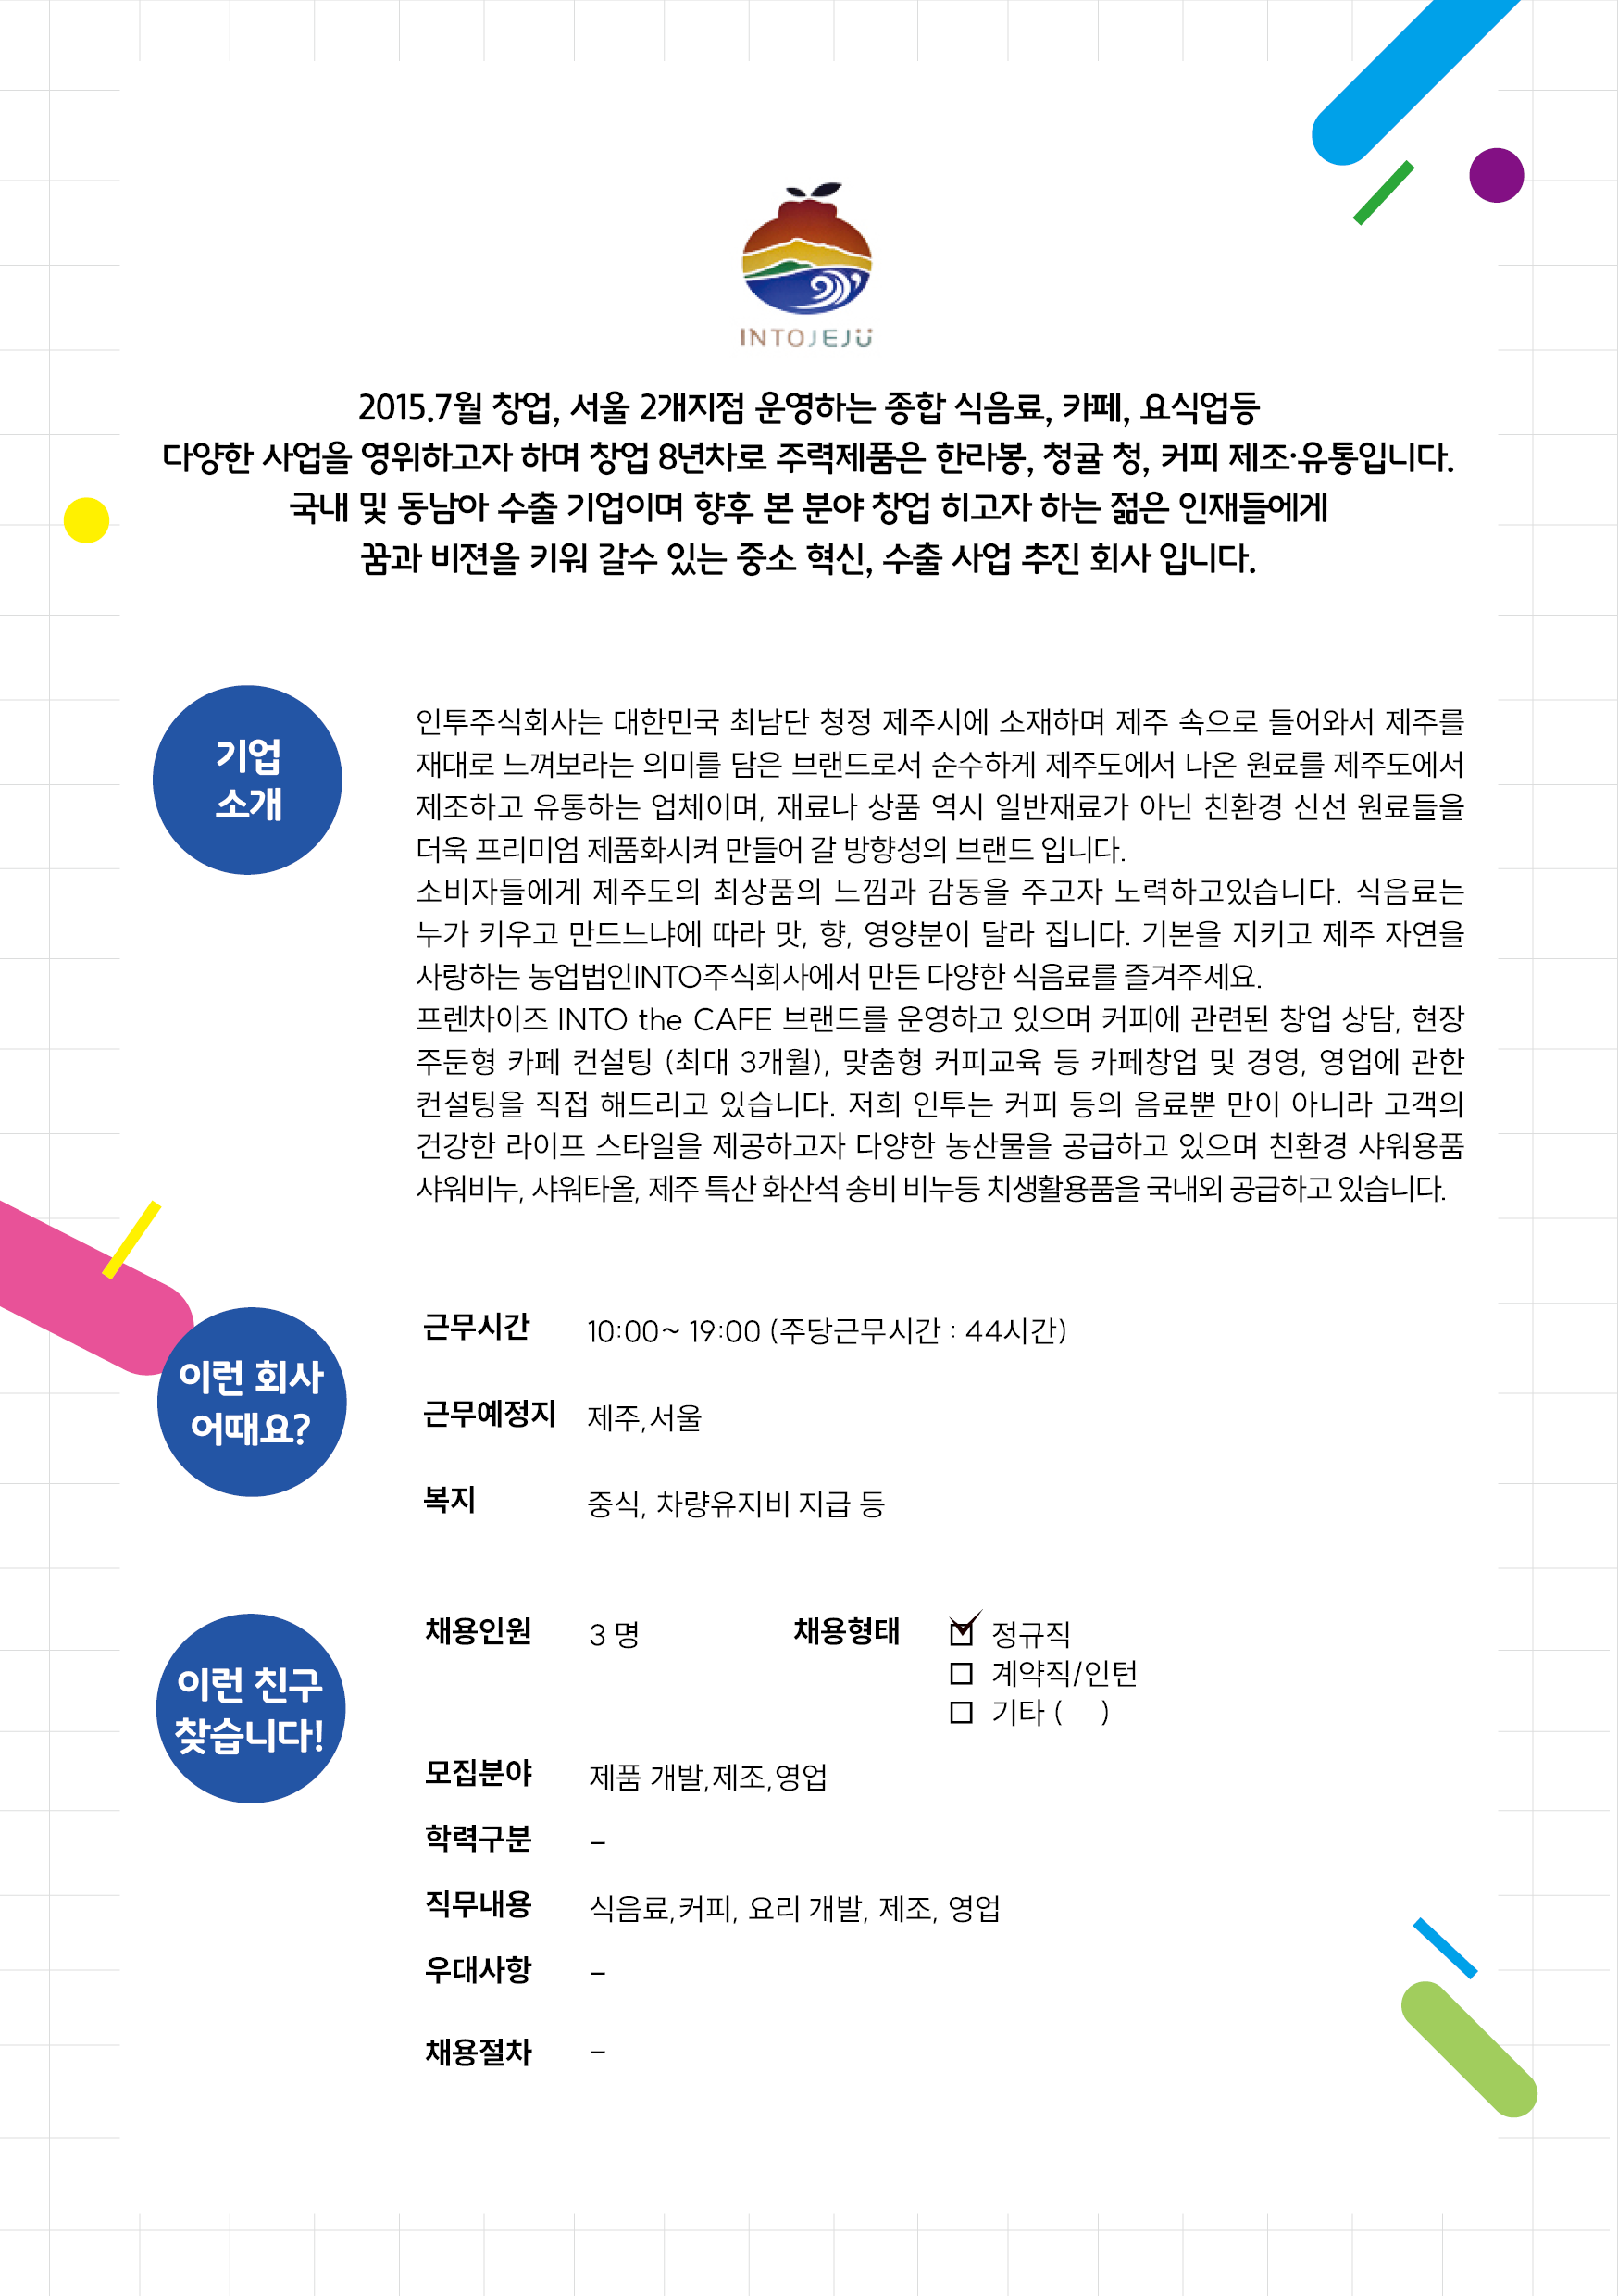 INTOJEJU
2015.7월 창업, 서울 2개지점 운영하는 종합 식음료, 카페, 요식업등
다양한 사업을 영위하고자 하며 창업 8년차로 주력제품은 한라봉, 청귤 청, 커피 제조·유통입니다.
국내 및 동남아 수출 기업이며 향후 본 분야 창업 히고자 하는 젊은 인재들에게
꿈과 비젼을 키워 갈수 있는 중소 혁신, 수출 사업 추진 회사 입니다.
기업
소개
인투주식회사는 대한민국 최남단 청정 제주시에 소재하며 제주 속으로 들어와서 제주를
재대로 느껴보라는 의미를 담은 브랜드로서 순수하게 제주도에서 나온 원료를 제주도에서
제조하고 유통하는 업체이며, 재료나 상품 역시 일반재료가 아닌 친환경 신선 원료들을
더욱 프리미엄 제품화시켜 만들어 갈 방향성의 브랜드 입니다.
소비자들에게 제주도의 최상품의 느낌과 감동을 주고자 노력하고있습니다. 식음료는
누가 키우고 만드느냐에 따라 맛, 향, 영양분이 달라 집니다. 기본을 지키고 제주 자연을
사랑하는 농업법인INTO주식회사에서 만든 다양한 식음료를 즐겨주세요.
프렌차이즈 INTO the CAFE 브랜드를 운영하고 있으며 커피에 관련된 창업 상담, 현장
주둔형 카페 컨설팅 (최대 3개월), 맞춤형 커피교육 등 카페창업 및 경영, 영업에 관한
컨설팅을 직접 해드리고 있습니다. 저희 인투는 커피 등의 음료뿐 만이 아니라 고객의
건강한 라이프 스타일을 제공하고자 다양한 농산물을 공급하고 있으며 친환경 샤워용품
샤워비누, 샤워타올, 제주 특산 화산석 송비 비누등 치생활용품을 국내외 공급하고 있습니다.
이런 회사
어때요?
근무시간 10:00~ 19:00 (주당근무시간 : 44시간)
근무예정지 제주,서울
복지 중식, 차량유지비 지급 등
이런 친구
찾습니다!
채용인원 3 명 채용형태 정규직
계약직/인턴
기타 ( )
모집분야 제품 개발,제조,영업
학력구분 -
직무내용 식음료,커피, 요리 개발, 제조, 영업
우대사항 -
채용절차 -